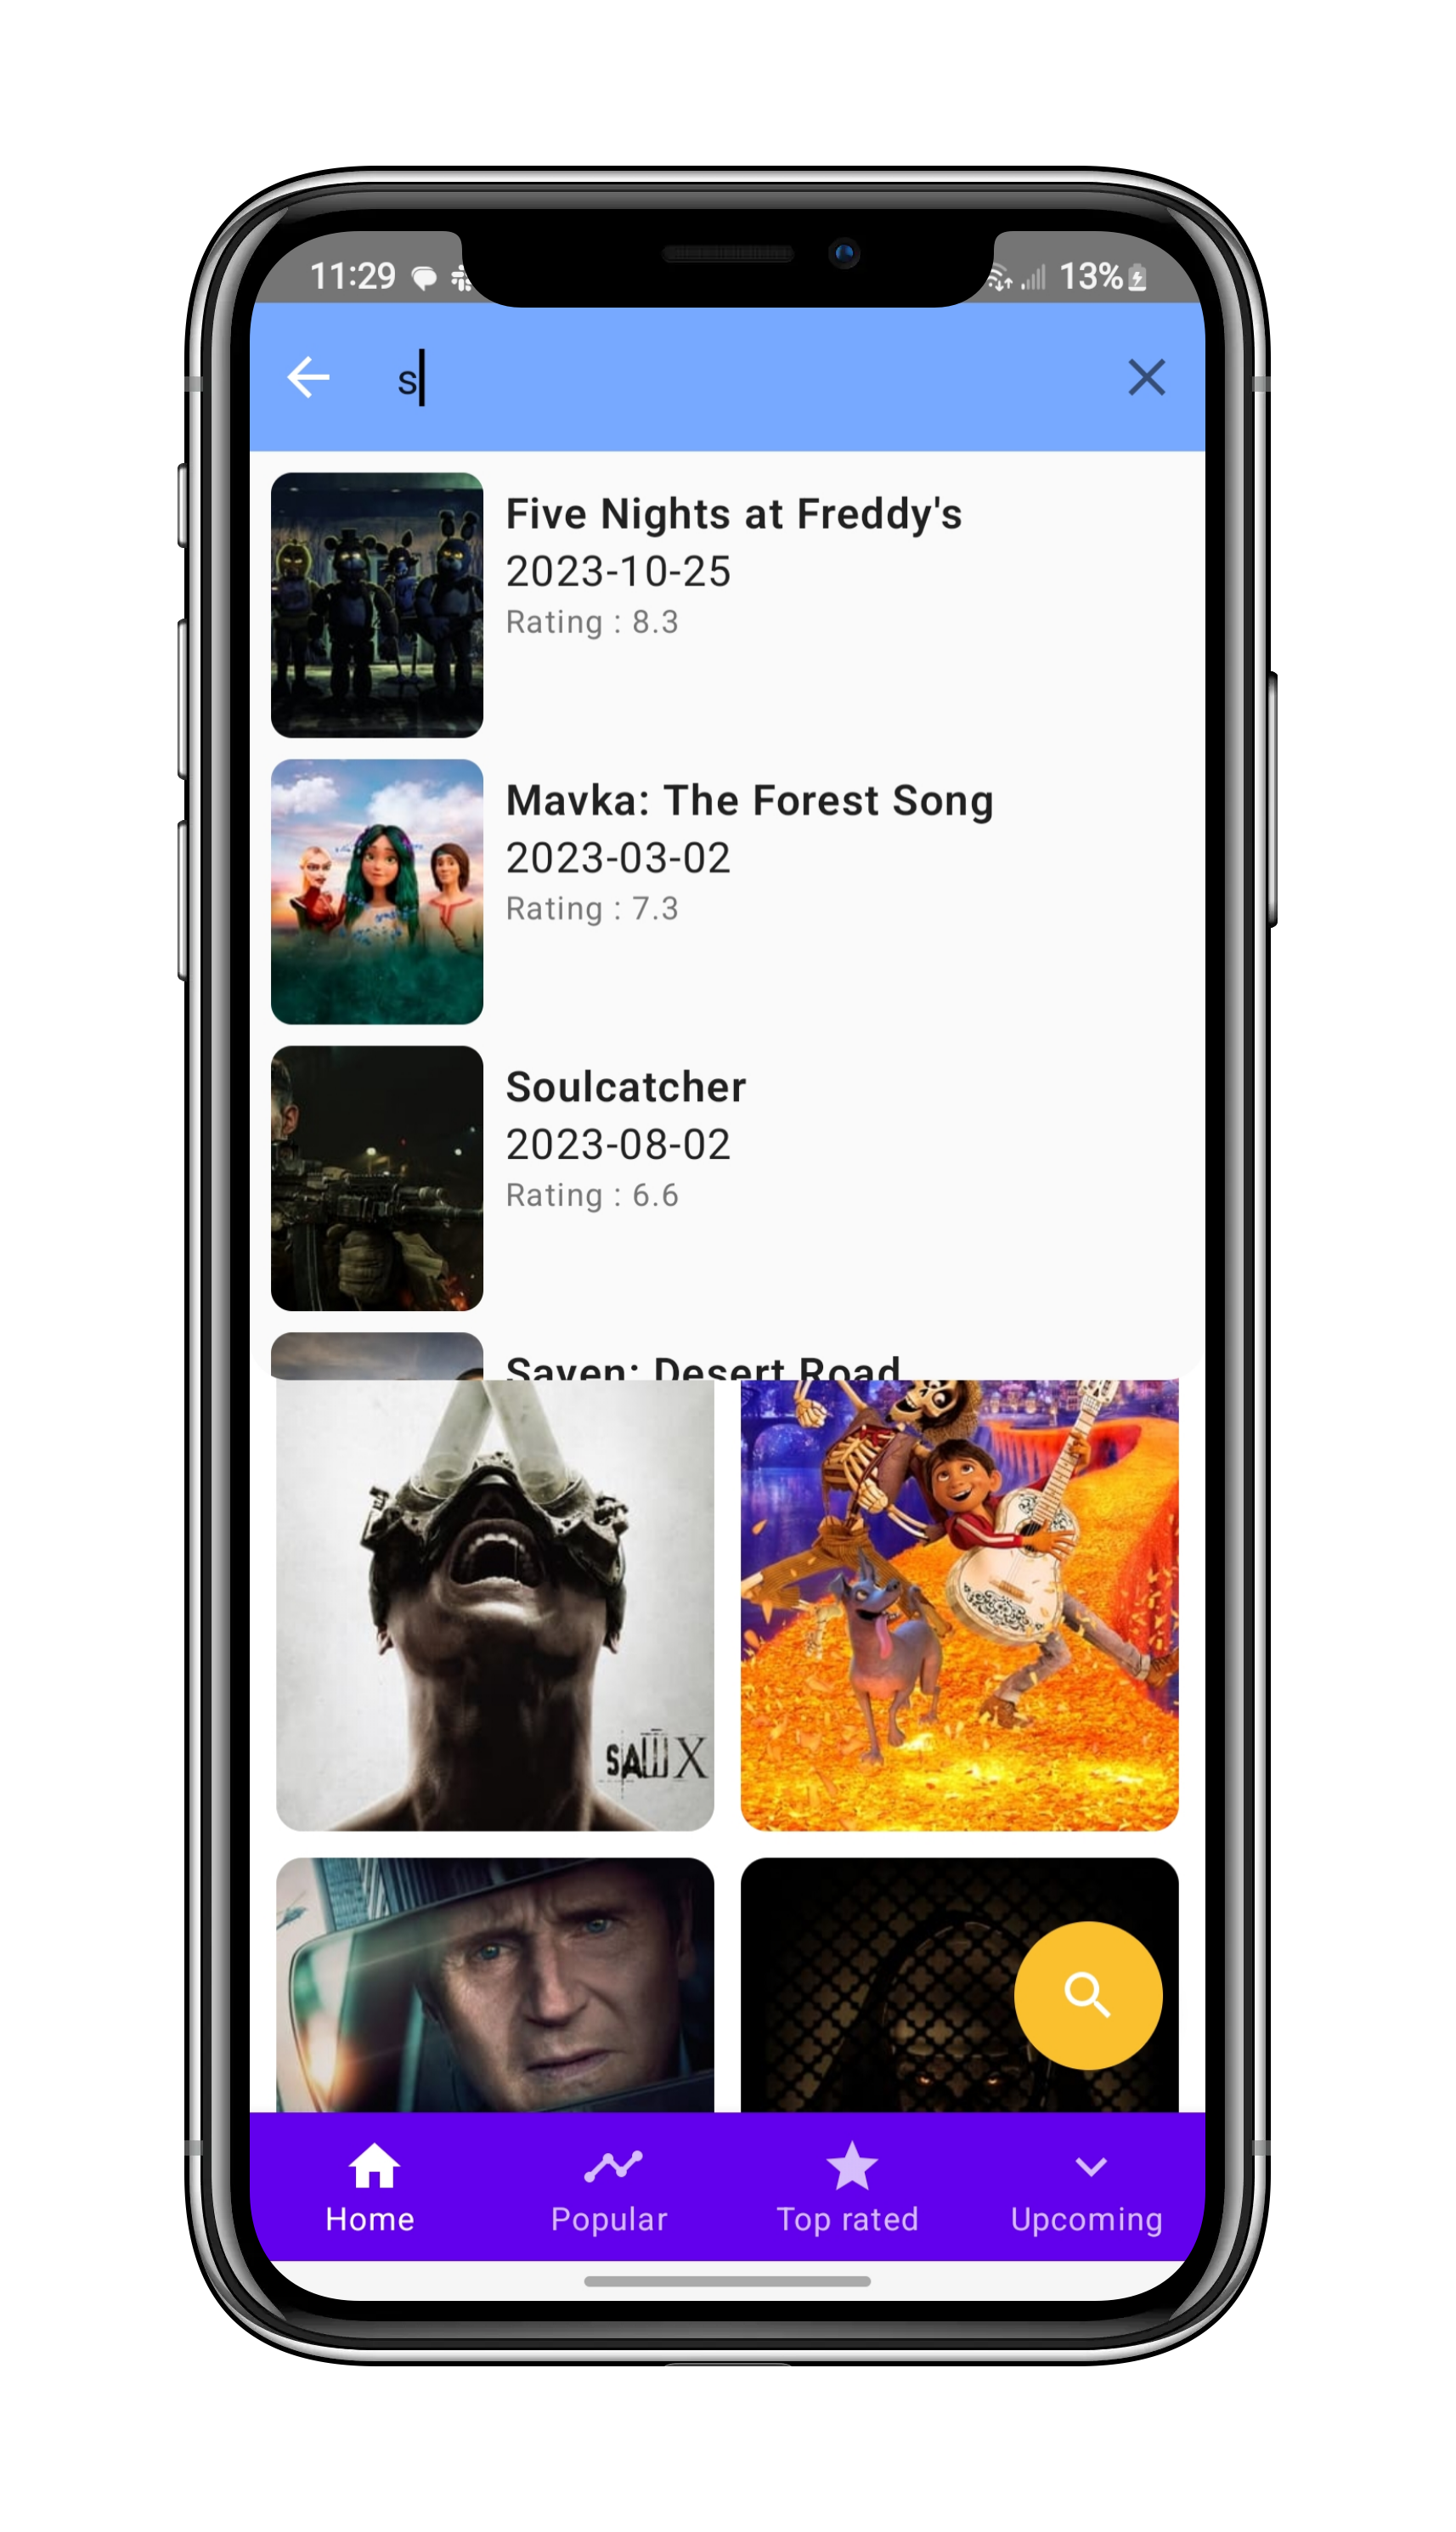 11:29
13%
s
Five Nights at Freddy's
2023-10-25
Rating : 8.3
Mavka: The Forest Song
2023-03-02
Rating : 7.3
Soulcatcher
2023-08-02
Rating : 6.6
Sayen: Desert Road
SAW X
Home
Popular
Top rated
Upcoming